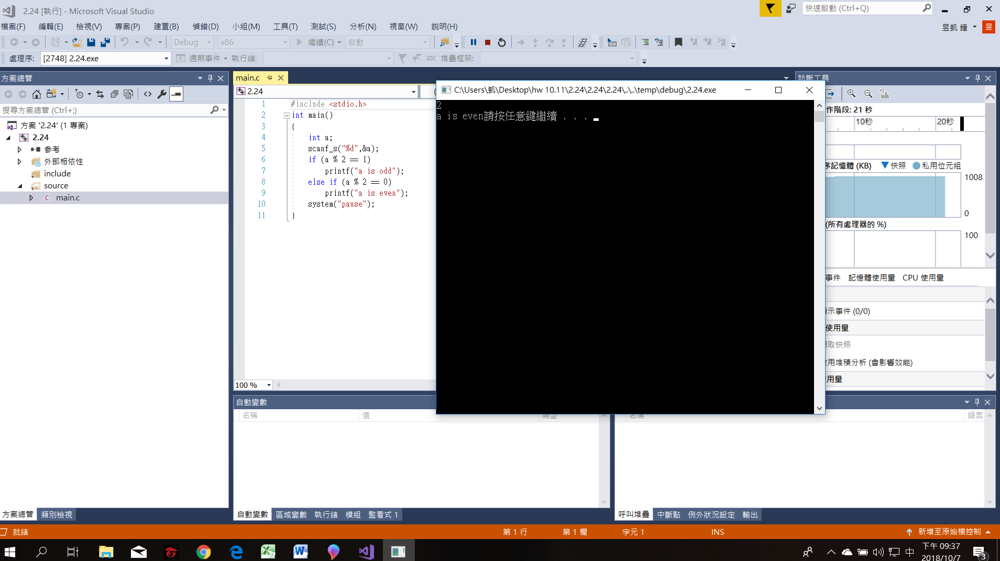 2.24 [執行] - Microsoft Visual Studio
快速啟動 (Ctrl+Q)
檔案(F) 編輯(E) 檢視(V) 專案(P) 建置(B) 偵錯(D) 小組(M) 工具(T) 測試(S) 分析(N) 視窗(W) 說明(H)
昱凱 鐘 昱
Debug x86 繼續(C) 自動
處理序: [2748] 2.24.exe 週期事件 執行緒: 堆疊框架:
方案總管
搜尋方案總管 (Ctrl+;)
方案 '2.24' (1 專案)
2.24
參考
外部相依性
include
source
main.c
方案總管 類別檢視
main.c
2.24
1 #include <stdio.h>
2 int main()
3 {
4 int a;
5 scanf_s("%d",&a);
6 if (a % 2 == 1)
7 printf("a is odd");
8 else if (a % 2 == 0)
9 printf("a is even");
10 system("pause");
11 }
100 %
C:\Users\凱\Desktop\hw 10.11\2.24\2.24\2.24\..\..\temp\debug\2.24.exe
2
a is even請按任意鍵繼續 . . .
診斷工具
作階段: 21 秒
10秒 20秒
序記憶體 (KB) 快照 私用位元組
1008
0
(所有處理器的 %)
100
事件 記憶體使用量 CPU 使用量
示事件 (0/0)
使用量
取快照
用堆積分析 (會影響效能)
用量
自動變數
名稱 值 類型
自動變數 區域變數 執行緒 模組 監看式 1
名稱 語言
呼叫堆疊 中斷點 例外狀況設定 輸出
就緒 第 1 行 第 1 欄 字元 1 INS 新增至原始檔控制
中
下午 09:37
2018/10/7
3